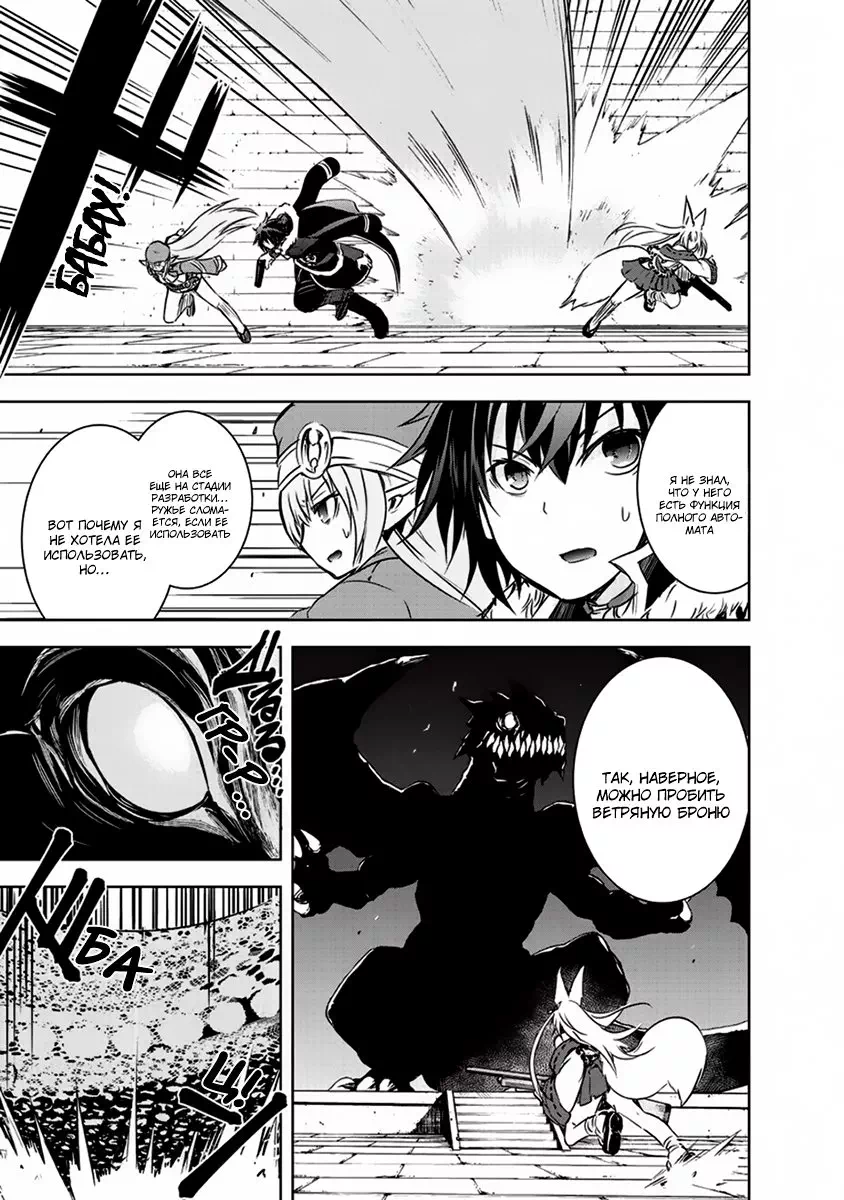 БАБАХ!
Я НЕ ЗНАЛ,
ЧТО У НЕГО
ЕСТЬ ФУНКЦИЯ
ПОЛНОГО АВТО-
МАТА
ОНА ВСЕ
ЕЩЕ НА СТАДИИ
РАЗРАБОТКИ...
РУЖЬЕ СЛОМА-
ЕТСЯ, ЕСЛИ ЕЕ
ИСПОЛЬЗОВАТЬ
ВОТ ПОЧЕМУ Я
НЕ ХОТЕЛА ЕЕ
ИСПОЛЬЗОВАТЬ,
НО...
ТАК, НАВЕРНОЕ,
МОЖНО ПРОБИТЬ
ВЕТРЯНУЮ БРОНЮ
ГР-Р...
БА
Ц!